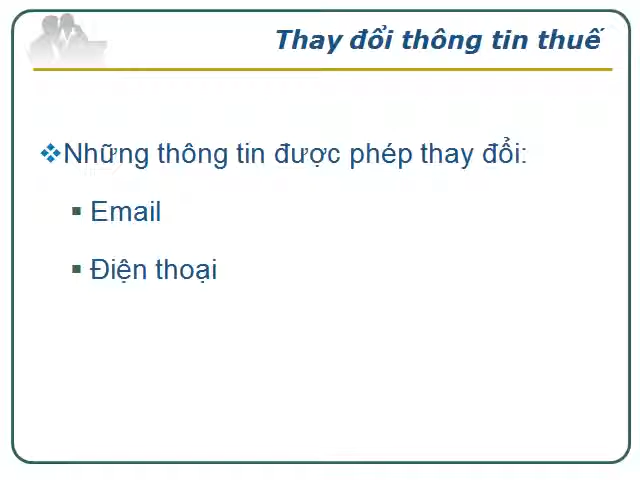 Thay đổi thông tin thuế
Những thông tin được phép thay đổi:
Email
Điện thoại